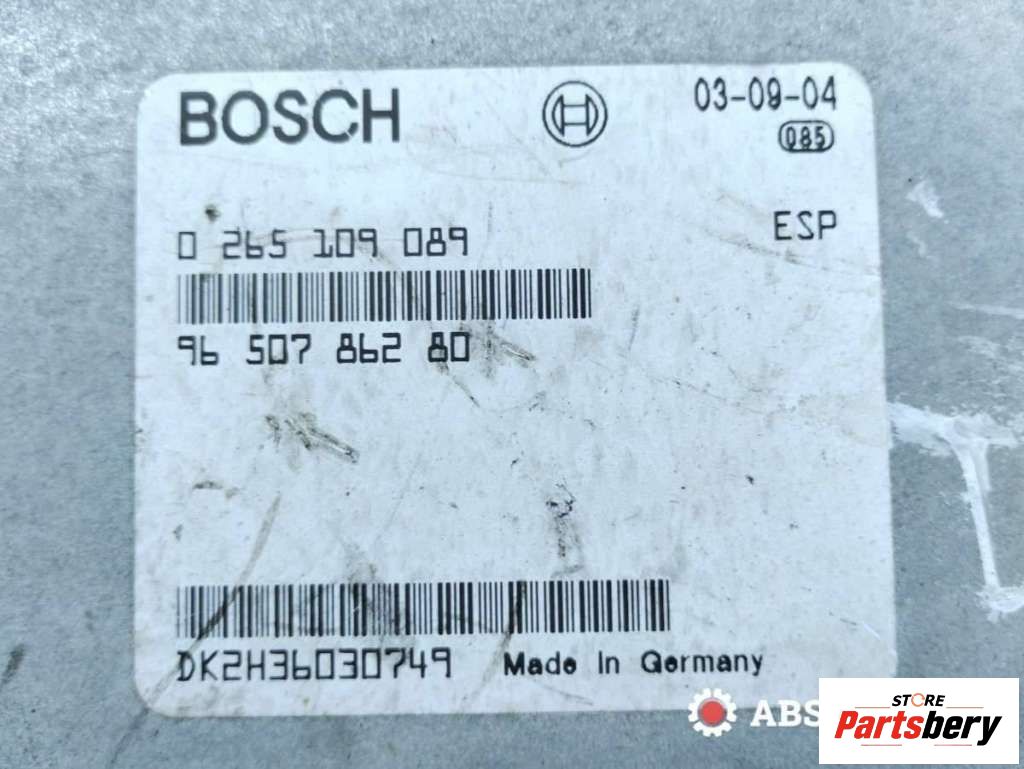 BOSCH
03-09-04
085
ESP
0 265 109 089
96 507 862 80
DK2H36030749 Made in Germany
ABS
STORE
Partsbery